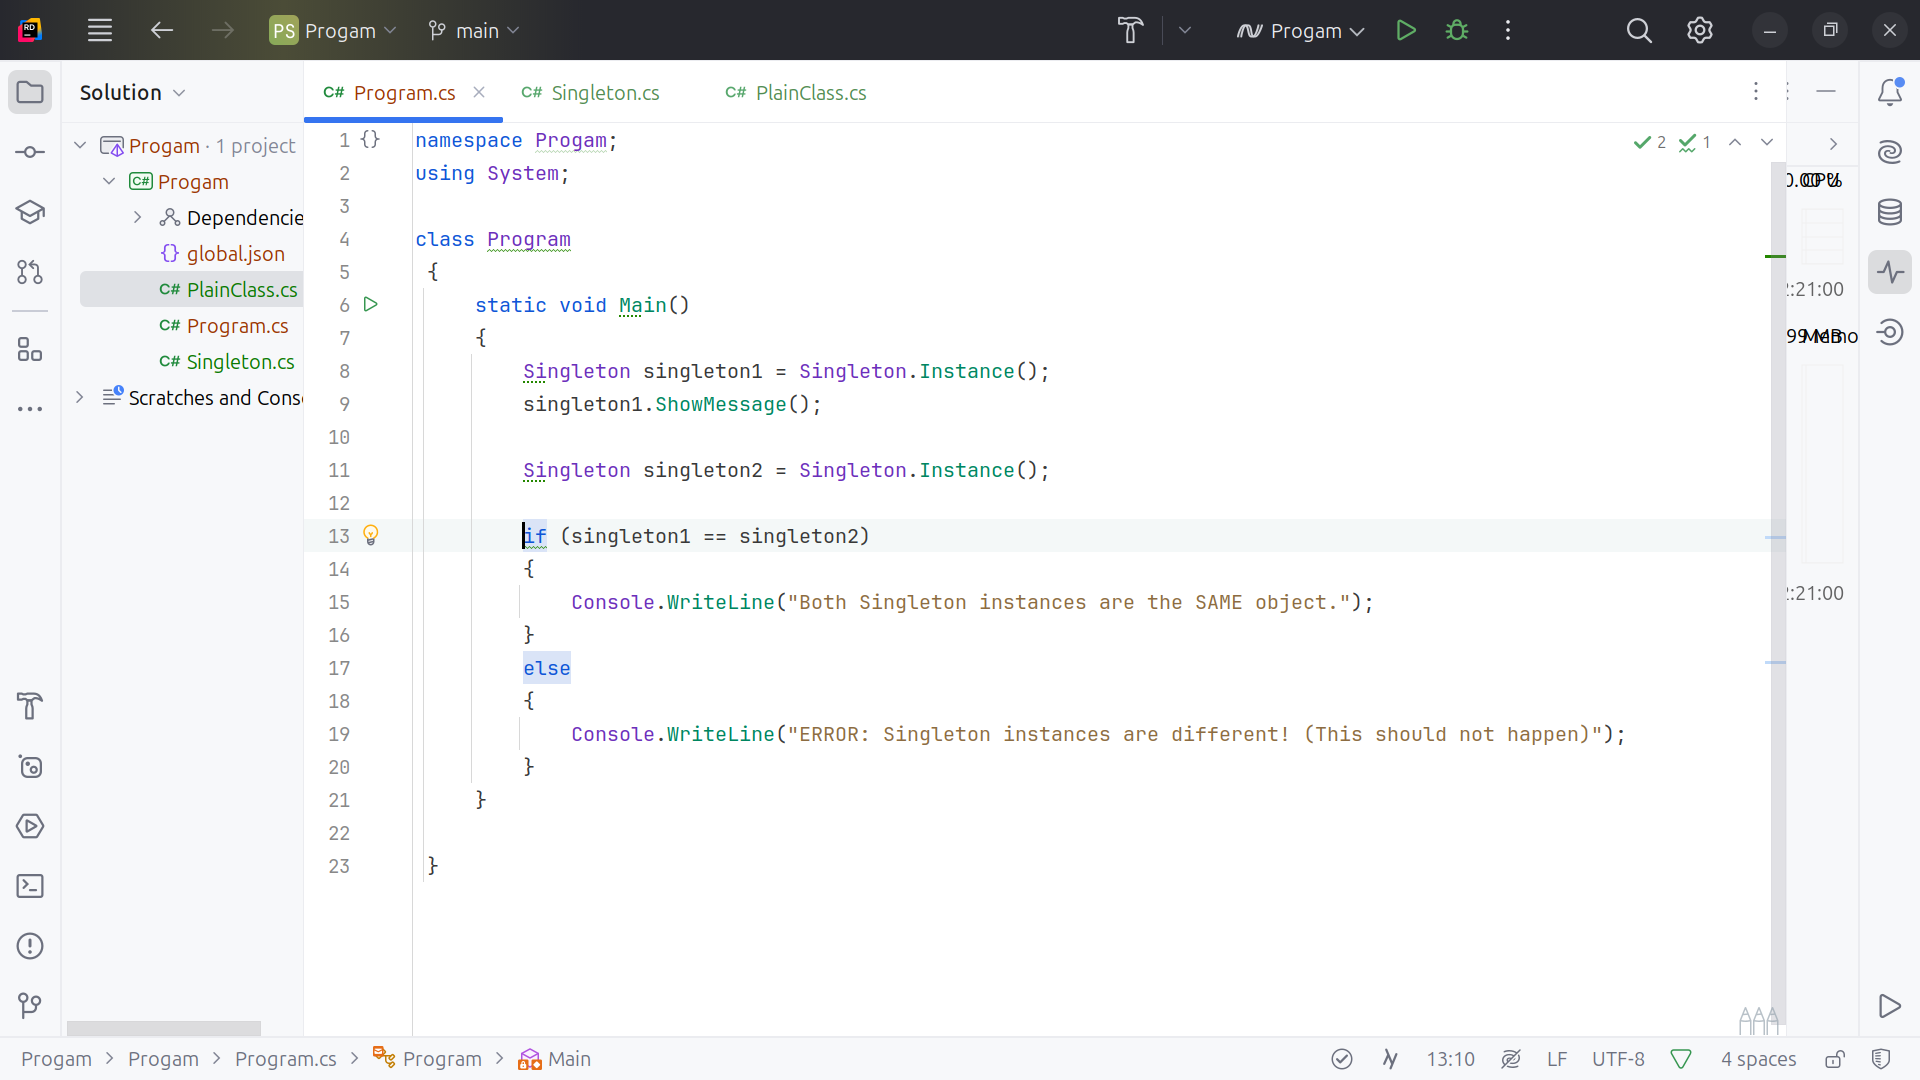 PS Progam main Progam
Solution
C# Program.cs C# Singleton.cs C# PlainClass.cs
Progam · 1 project
C# Progam
Dependencie
{} global.json
C# PlainClass.cs
C# Program.cs
C# Singleton.cs
Scratches and Cons
1 {} namespace Progam;
2 using System;
3
4 class Program
5 {
6 static void Main()
7 {
8 Singleton singleton1 = Singleton.Instance();
9 singleton1.ShowMessage();
10
11 Singleton singleton2 = Singleton.Instance();
12
13 if (singleton1 == singleton2)
14 {
15 Console.WriteLine("Both Singleton instances are the SAME object.");
16 }
17 else
18 {
19 Console.WriteLine("ERROR: Singleton instances are different! (This should not happen)");
20 }
21 }
22
23 }
2 1
:21:00
:21:00
Progam > Progam > Program.cs > Program > Main
13:10 LF UTF-8 4 spaces